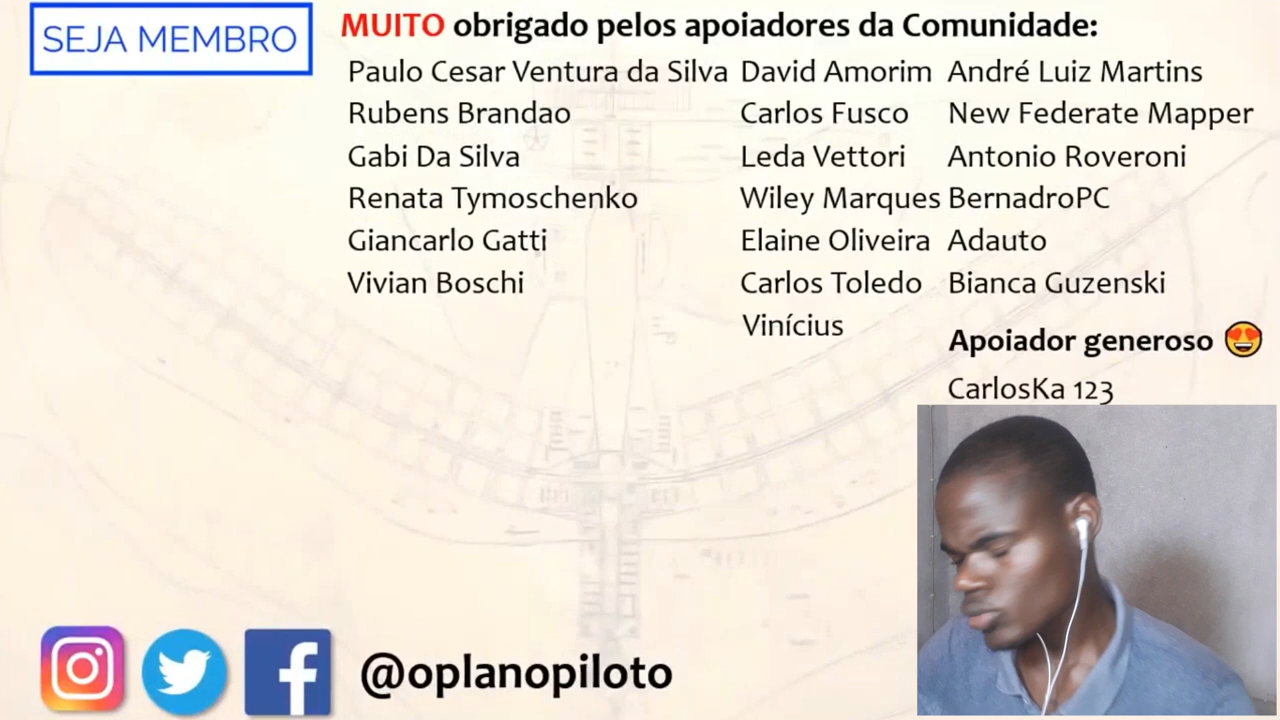 SEJA MEMBRO
MUITO obrigado pelos apoiadores da Comunidade:
Paulo Cesar Ventura da Silva
Rubens Brandao
Gabi Da Silva
Renata Tymoschenko
Giancarlo Gatti
Vivian Boschi
David Amorim
Carlos Fusco
Leda Vettori
Wiley Marques
Elaine Oliveira
Carlos Toledo
Vinícius
André Luiz Martins
New Federate Mapper
Antonio Roveroni
BernadroPC
Adauto
Bianca Guzenski
Apoiador generoso 😍
CarlosKa 123
@oplanopiloto